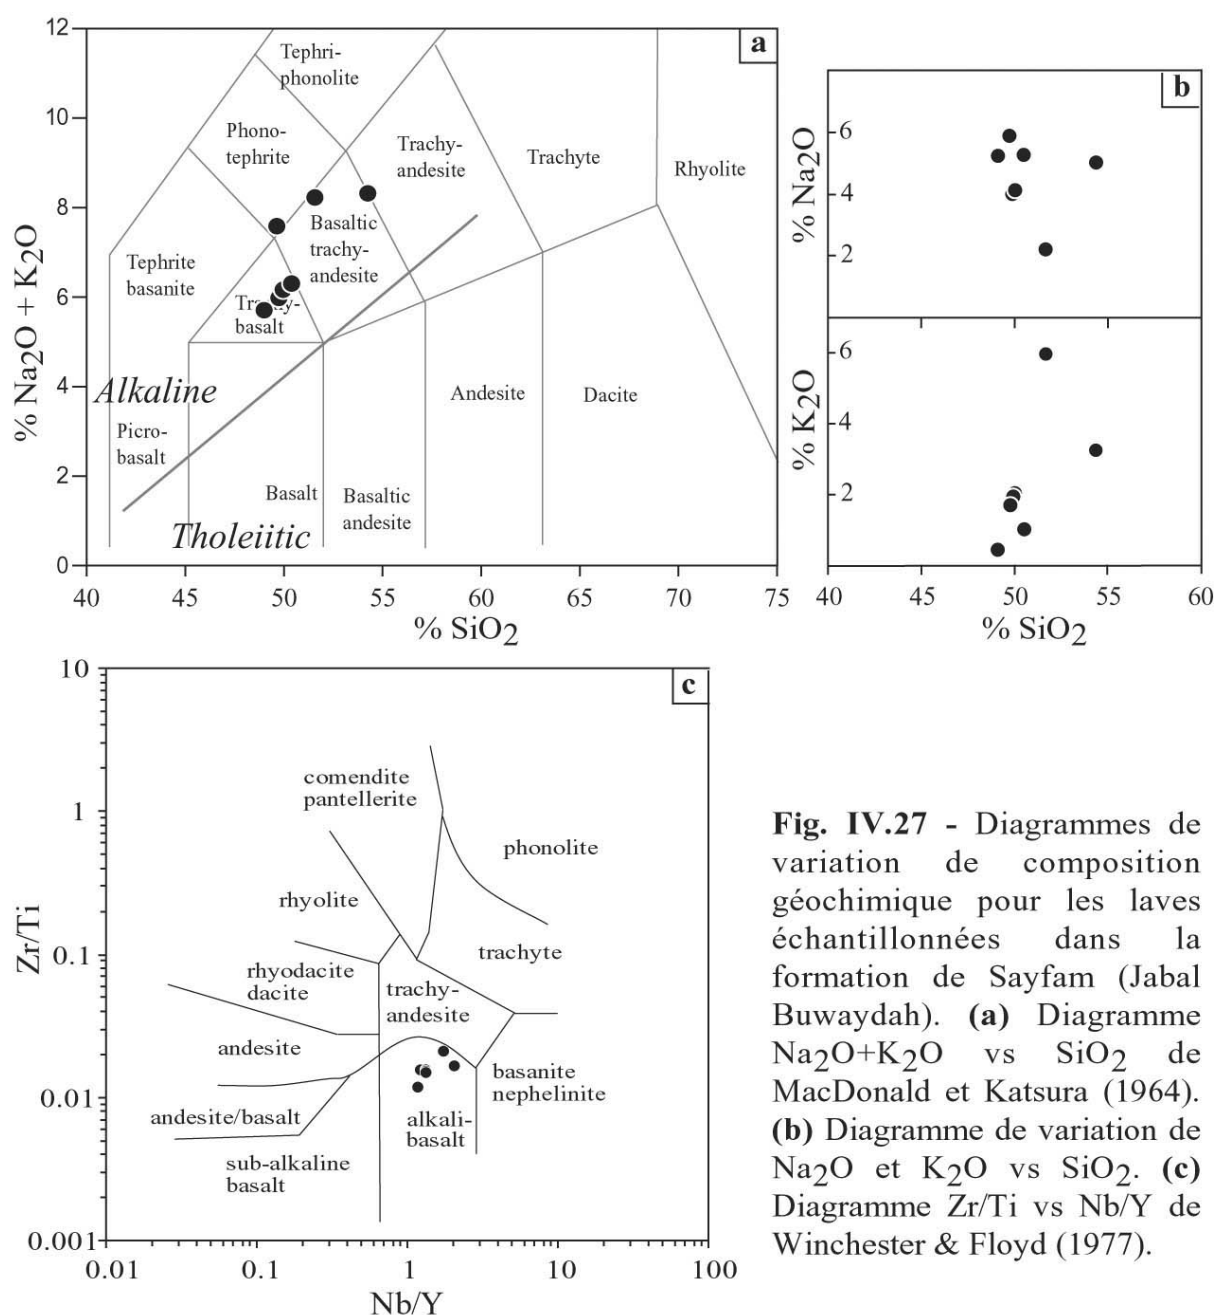 a
12
10
8
6
4
2
0
% Na2O + K2O
Tephri-
phonolite
Phono-
tephrite
Trachy-
andesite
Trachyte
Rhyolite
Tephrite
basanite
Basaltic
trachy-
andesite
basalt
Alkaline
Picro-
basalt
Andesite
Dacite
Basalt
Basaltic
andesite
Tholeiitic
40 45 50 55 60 65 70 75
% SiO2
b
6
4
2
% Na2O
6
4
2
% K2O
40 45 50 55 60
% SiO2
c
10
1
0.1
0.01
0.001
Zr/Ti
comendite
pantellerite
phonolite
rhyolite
trachyte
rhyodacite
dacite
trachy-
andesite
andesite
basanite
nephelinite
andesite/basalt
alkali-
basalt
sub-alkaline
basalt
0.01 0.1 1 10 100
Nb/Y
Fig. IV.27 - Diagrammes de
variation de composition
géochimique pour les laves
échantillonnées dans la
formation de Sayfam (Jabal
Buwaydah). (a) Diagramme
Na2O+K2O vs SiO2 de
MacDonald et Katsura (1964).
(b) Diagramme de variation de
Na2O et K2O vs SiO2. (c)
Diagramme Zr/Ti vs Nb/Y de
Winchester & Floyd (1977).